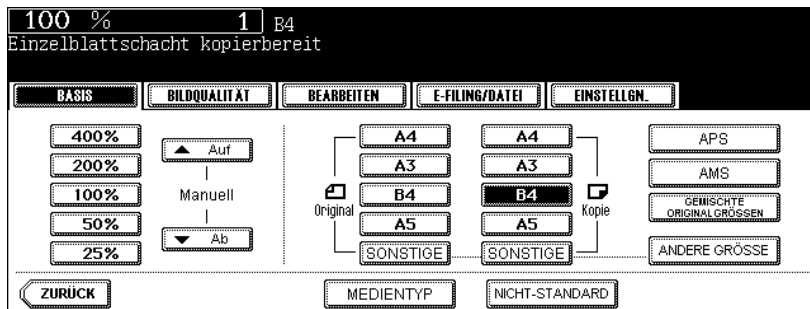 100 % 1 B4
Einzelblattschacht kopierbereit
BASIS BILDQUALITÄT BEARBEITEN E-FILING/DATEI EINSTELLGN.
400% Auf A4 A4 APS
200% A3 A3 AMS
100% Manuell Original B4 B4 Kopie GEMISCHTE ORIGINALGRÖSSEN
50% Ab A5 A5
25% SONSTIGE SONSTIGE ANDERE GRÖSSE
ZURÜCK MEDIENTYP NICHT-STANDARD